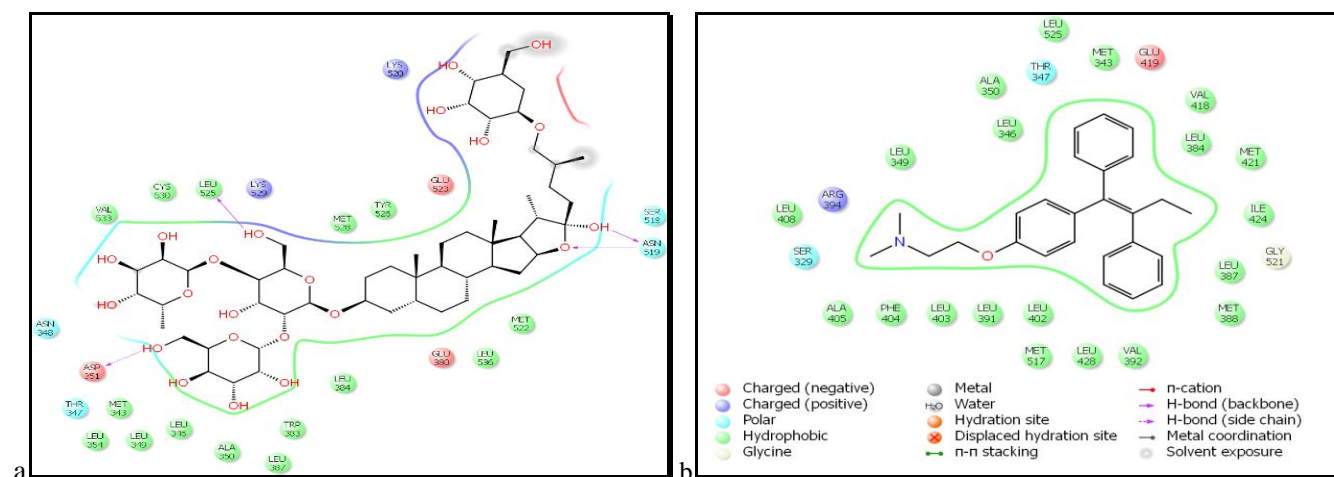 LYS 520
OH
HO
HO
OH
O
CYS 530
LEU 525
LYS 529
GLU 523
VAL 533
MET 528
TYR 526
SER 518
OH
ASN 519
O
HO
OH
HO
HO
O
O
O
O
HO
O
O
ASN 348
HO
O
MET 522
ASP 351
HO
OH
OH
GLU 380
LEU 536
LEU 384
THR 347
MET 343
LEU 354
LEU 349
LEU 346
ALA 350
TRP 383
LEU 387
a
LEU 525
THR 347
MET 343
GLU 419
ALA 350
VAL 418
LEU 346
LEU 384
LEU 349
MET 421
LEU 408
ARG 394
ILE 424
N
O
SER 329
GLY 521
LEU 387
ALA 405
PHE 404
LEU 403
LEU 391
LEU 402
MET 388
MET 517
LEU 428
VAL 392
Charged (negative)
Charged (positive)
Polar
Hydrophobic
Glycine
Metal
H₂O Water
Hydration site
Displaced hydration site
π-π stacking
π-cation
H-bond (backbone)
H-bond (side chain)
Metal coordination
Solvent exposure
b